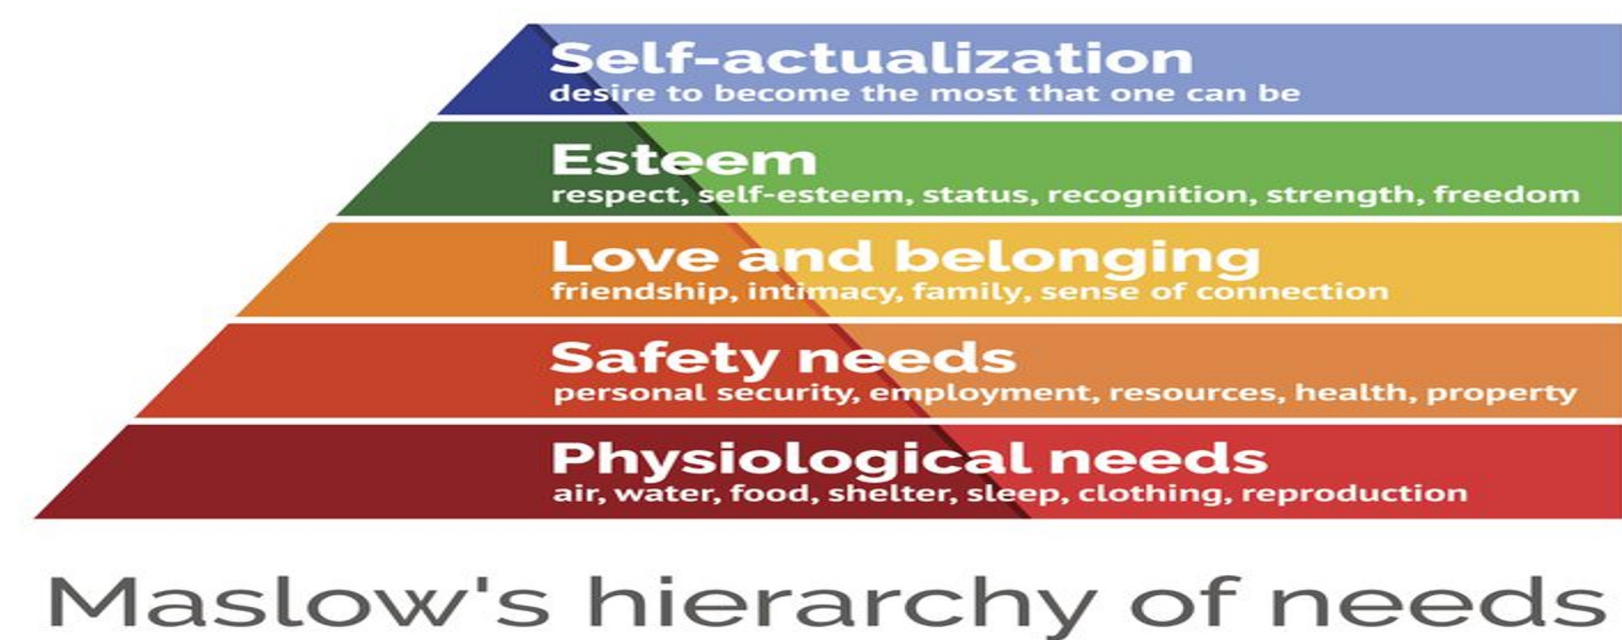 Self-actualization
desire to become the most that one can be
Esteem
respect, self-esteem, status, recognition, strength, freedom
Love and belonging
friendship, intimacy, family, sense of connection
Safety needs
personal security, employment, resources, health, property
Physiological needs
air, water, food, shelter, sleep, clothing, reproduction
Maslow's hierarchy of needs